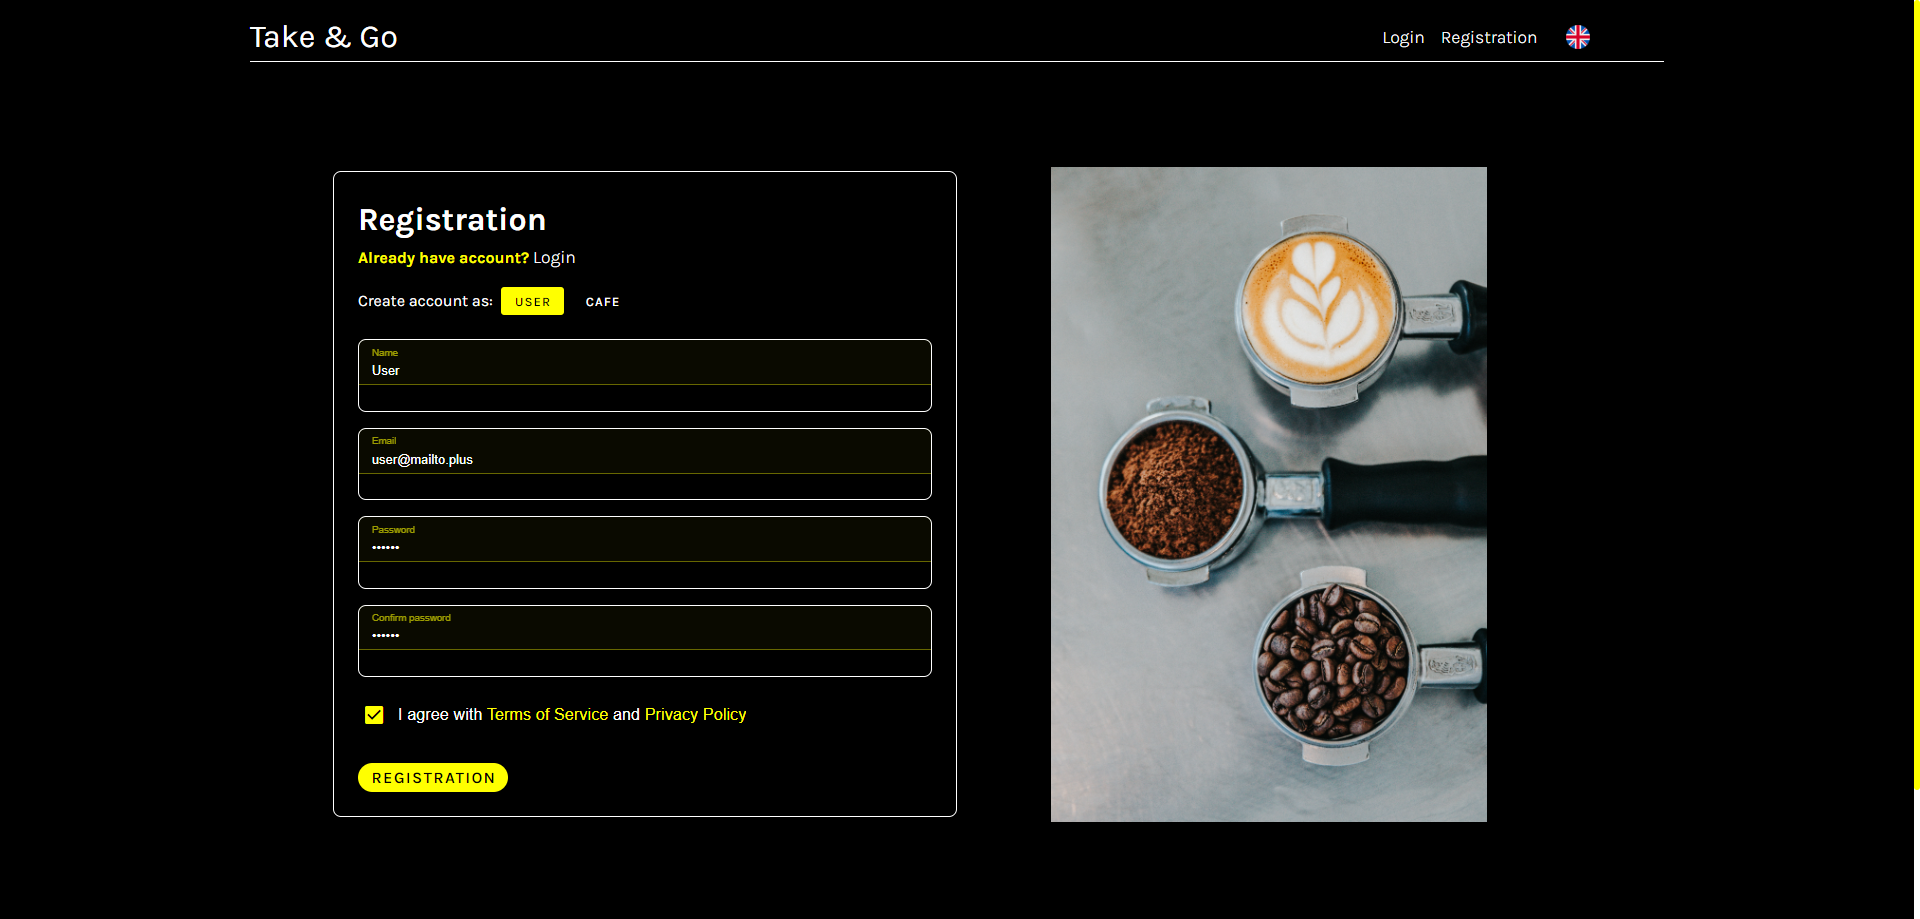 Take & Go
Login Registration
Registration
Already have account? Login
Create account as: USER CAFE
Name
User
Email
user@mailto.plus
Password
••••••
Confirm password
••••••
I agree with Terms of Service and Privacy Policy
REGISTRATION